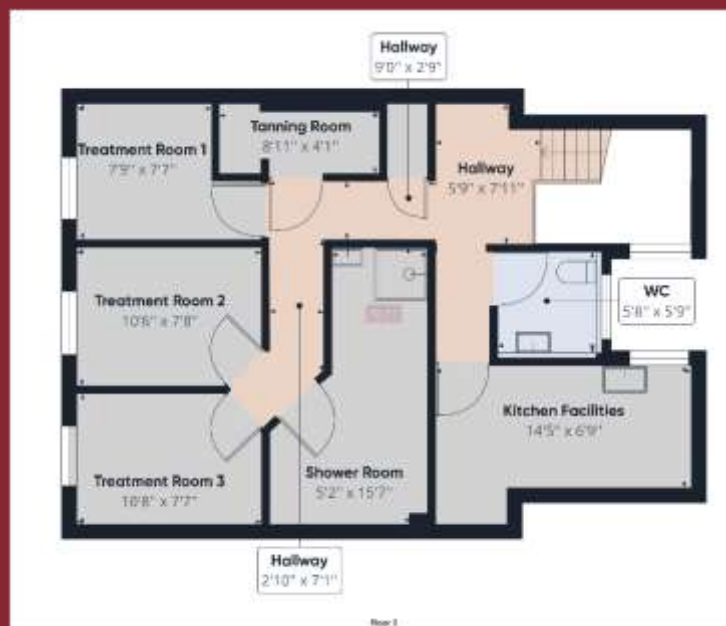 Hallway
9'0" x 2'9"
Tanning Room
8'11" x 4'1"
Treatment Room 1
7'9" x 7'7"
Hallway
5'9" x 7'11"
Treatment Room 2
10'6" x 7'8"
WC
5'8" x 5'9"
Kitchen Facilities
14'5" x 6'9"
Shower Room
5'2" x 15'7"
Treatment Room 3
10'8" x 7'7"
Hallway
2'10" x 7'1"